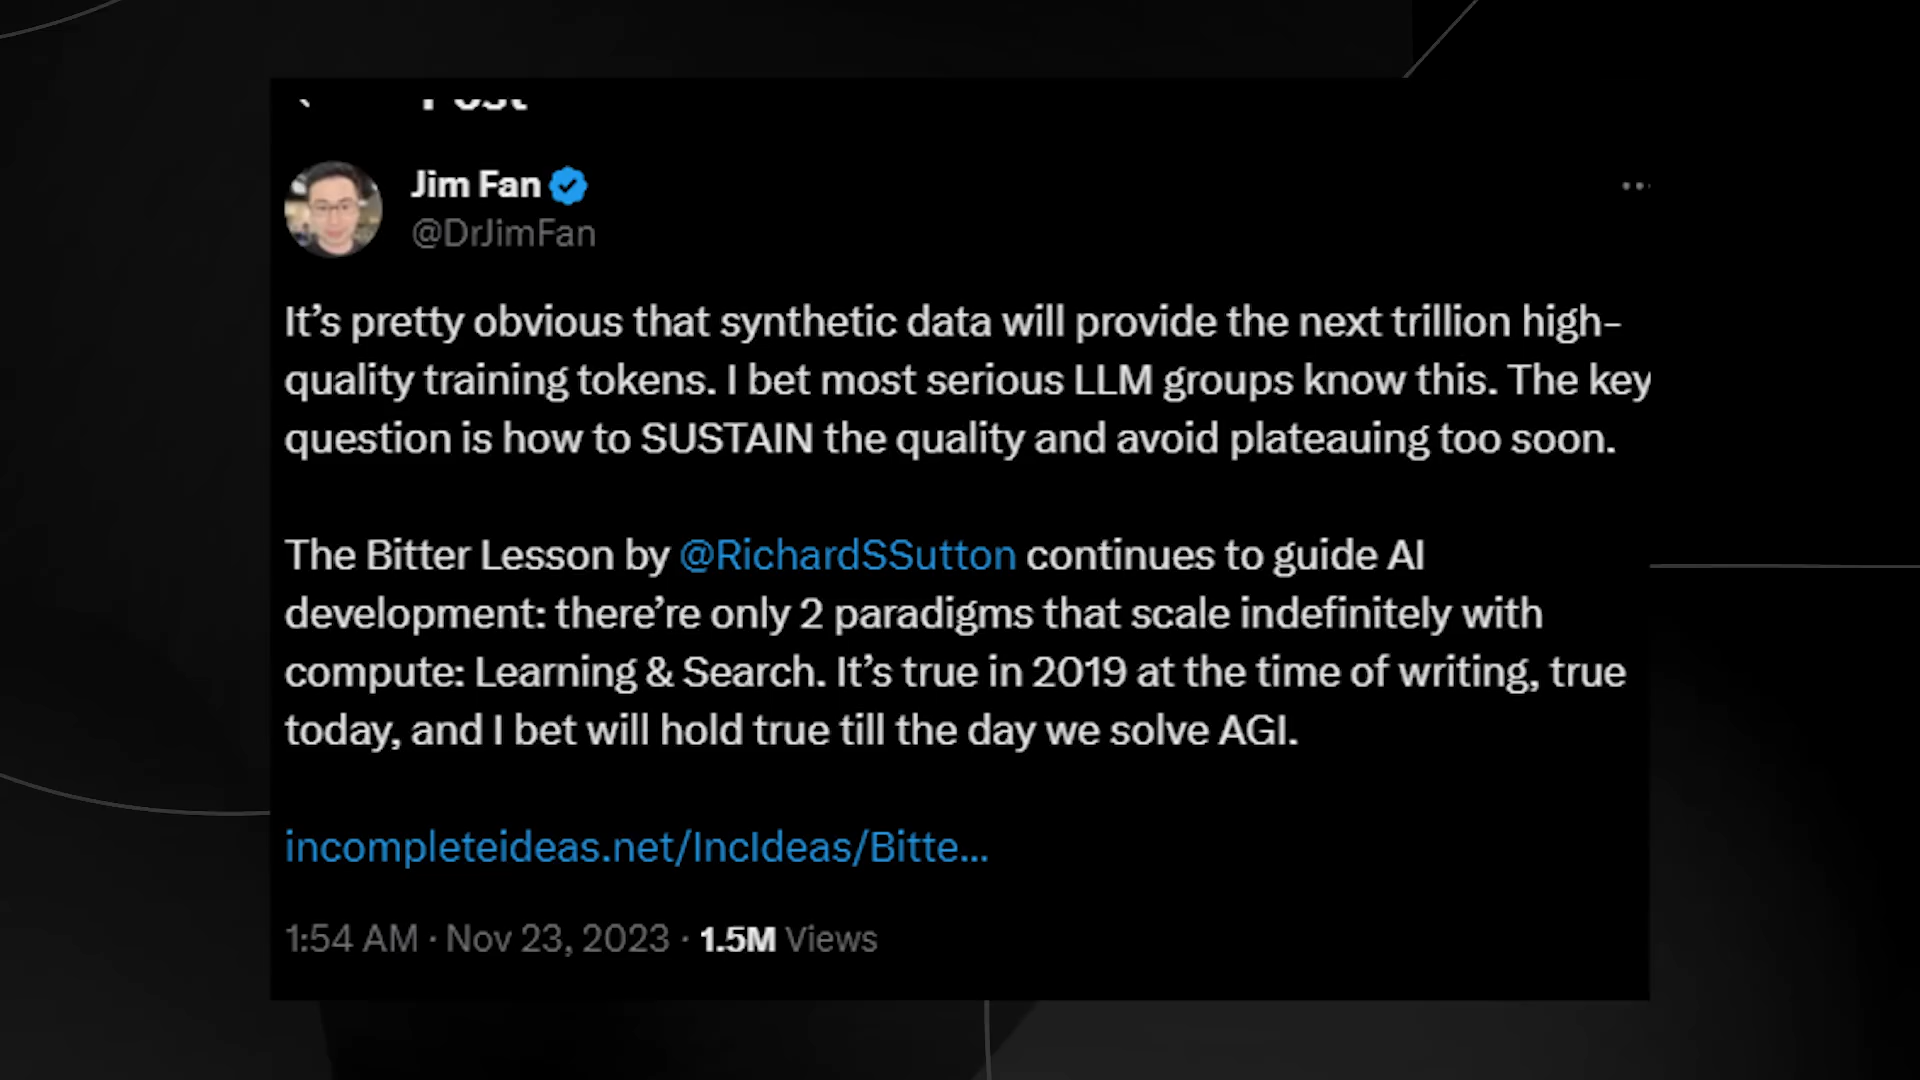 Post
Jim Fan
@DrJimFan
It’s pretty obvious that synthetic data will provide the next trillion high-
quality training tokens. I bet most serious LLM groups know this. The key
question is how to SUSTAIN the quality and avoid plateauing too soon.
The Bitter Lesson by @RichardSSutton continues to guide AI
development: there’re only 2 paradigms that scale indefinitely with
compute: Learning & Search. It’s true in 2019 at the time of writing, true
today, and I bet will hold true till the day we solve AGI.
incompleteideas.net/IncIdeas/Bitte...
1:54 AM · Nov 23, 2023 · 1.5M Views